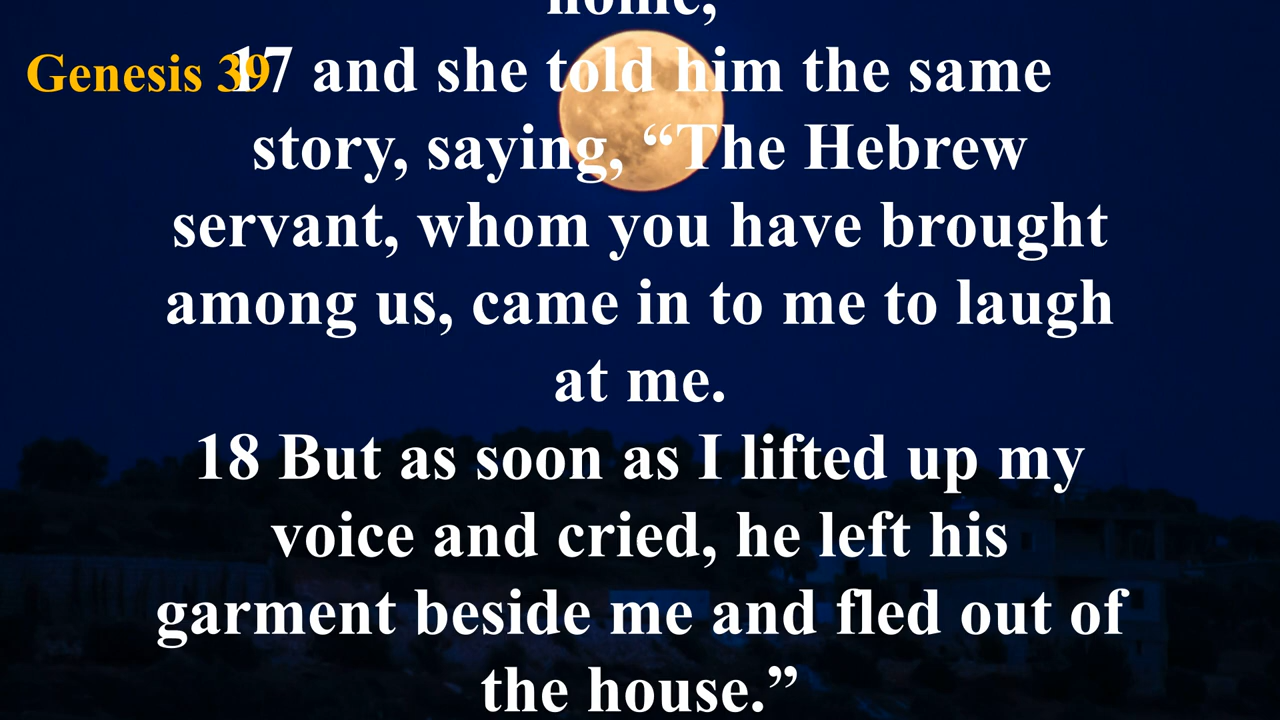 home,
Genesis 39
17 and she told him the same
story, saying, “The Hebrew
servant, whom you have brought
among us, came in to me to laugh
at me.
18 But as soon as I lifted up my
voice and cried, he left his
garment beside me and fled out of
the house.”